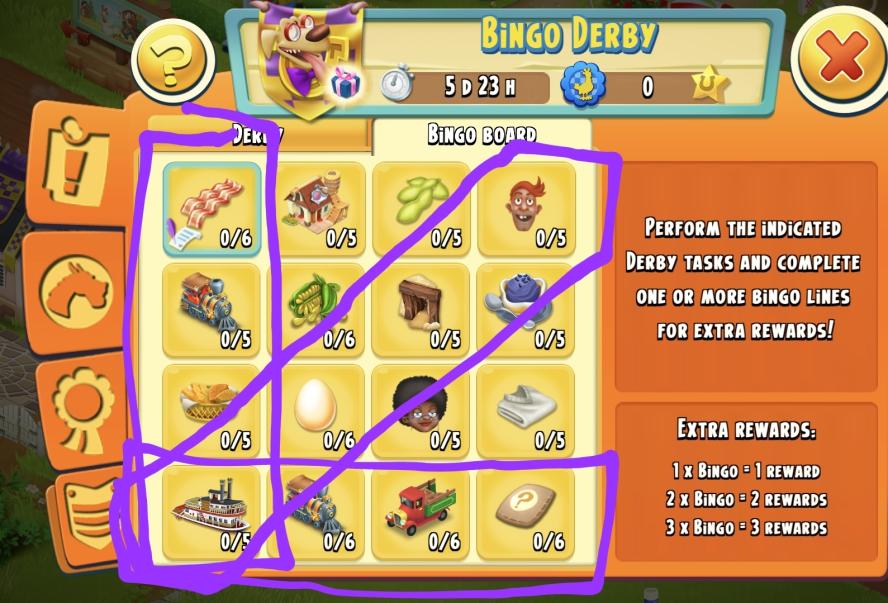 Bingo Derby
5 D 23 H
0
Derby
Bingo board
0/6
0/5
0/5
0/5
0/5
0/6
0/5
0/5
0/5
0/6
0/5
0/5
0/5
0/6
0/6
0/6
Perform the indicated
Derby tasks and complete
one or more bingo lines
for extra rewards!
Extra rewards:
1 x Bingo = 1 reward
2 x Bingo = 2 rewards
3 x Bingo = 3 rewards